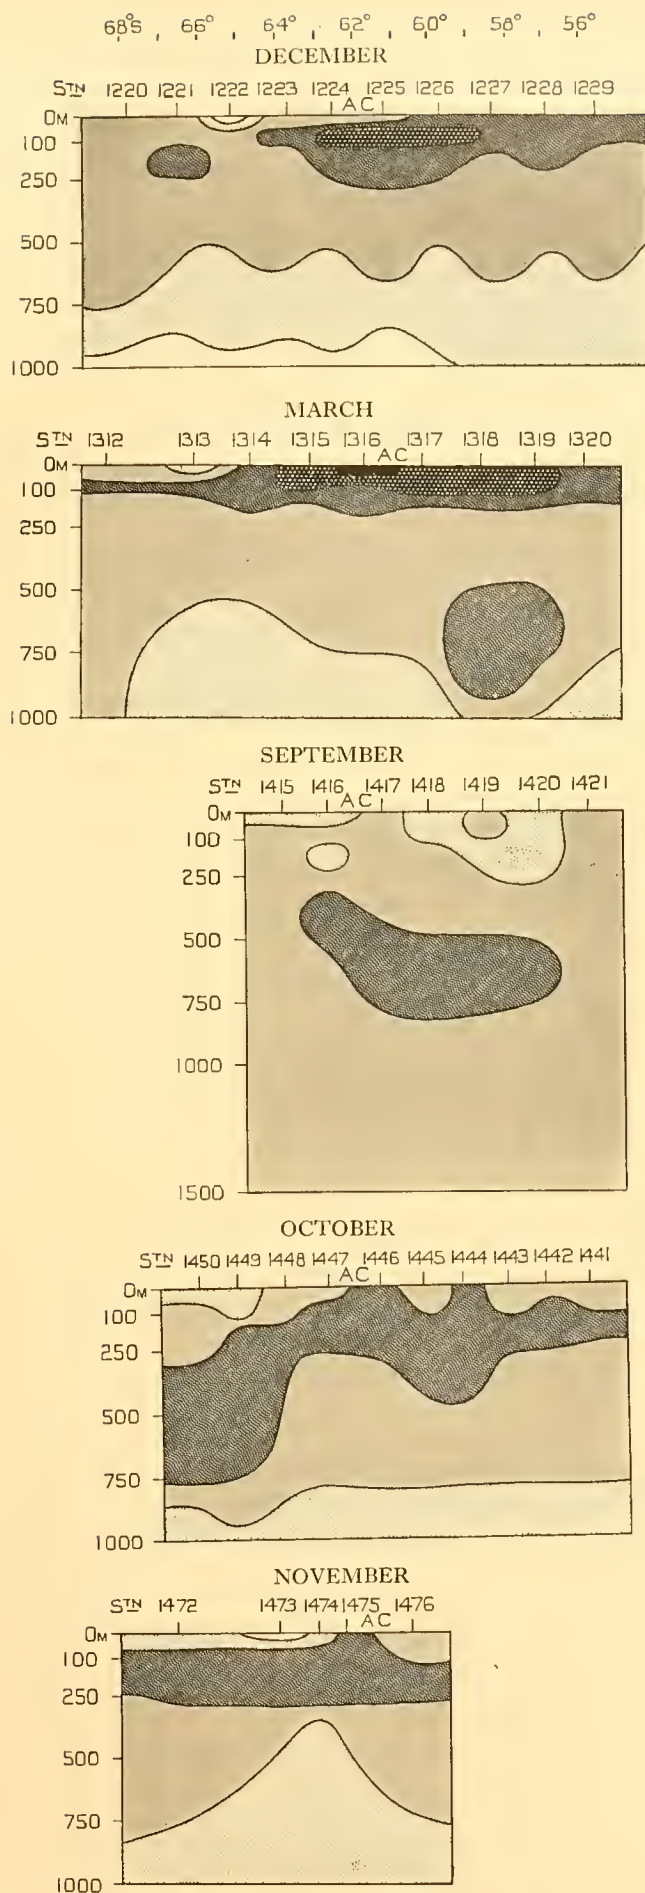 68°S 66° 64° 62° 60° 58° 56°
DECEMBER
STN 1220 1221 1222 1223 1224 1225 1226 1227 1228 1229
AC
0M
100
250
500
750
1000
MARCH
STN 1312 1313 1314 1315 1316 1317 1318 1319 1320
AC
0M
100
250
500
750
1000
SEPTEMBER
STN 1415 1416 1417 1418 1419 1420 1421
AC
0M
100
250
500
750
1000
1500
OCTOBER
STN 1450 1449 1448 1447 1446 1445 1444 1443 1442 1441
AC
0M
100
250
500
750
1000
NOVEMBER
STN 1472 1473 1474 1475 1476
AC
0M
100
250
500
750
1000